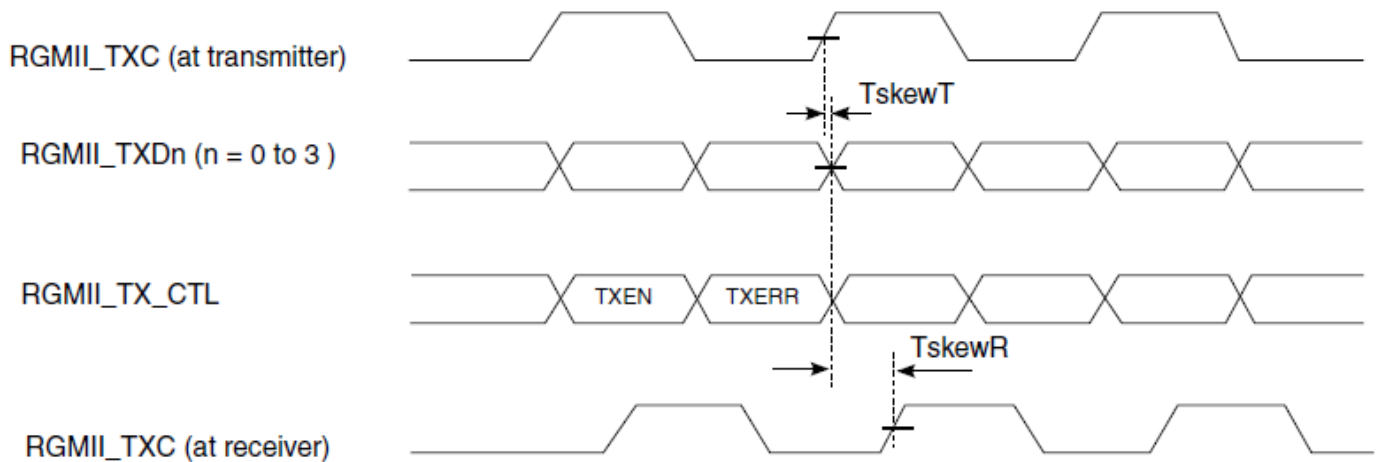 RGMII_TXC (at transmitter)
TskewT
RGMII_TXDn (n = 0 to 3 )
RGMII_TX_CTL
TXEN
TXERR
TskewR
RGMII_TXC (at receiver)